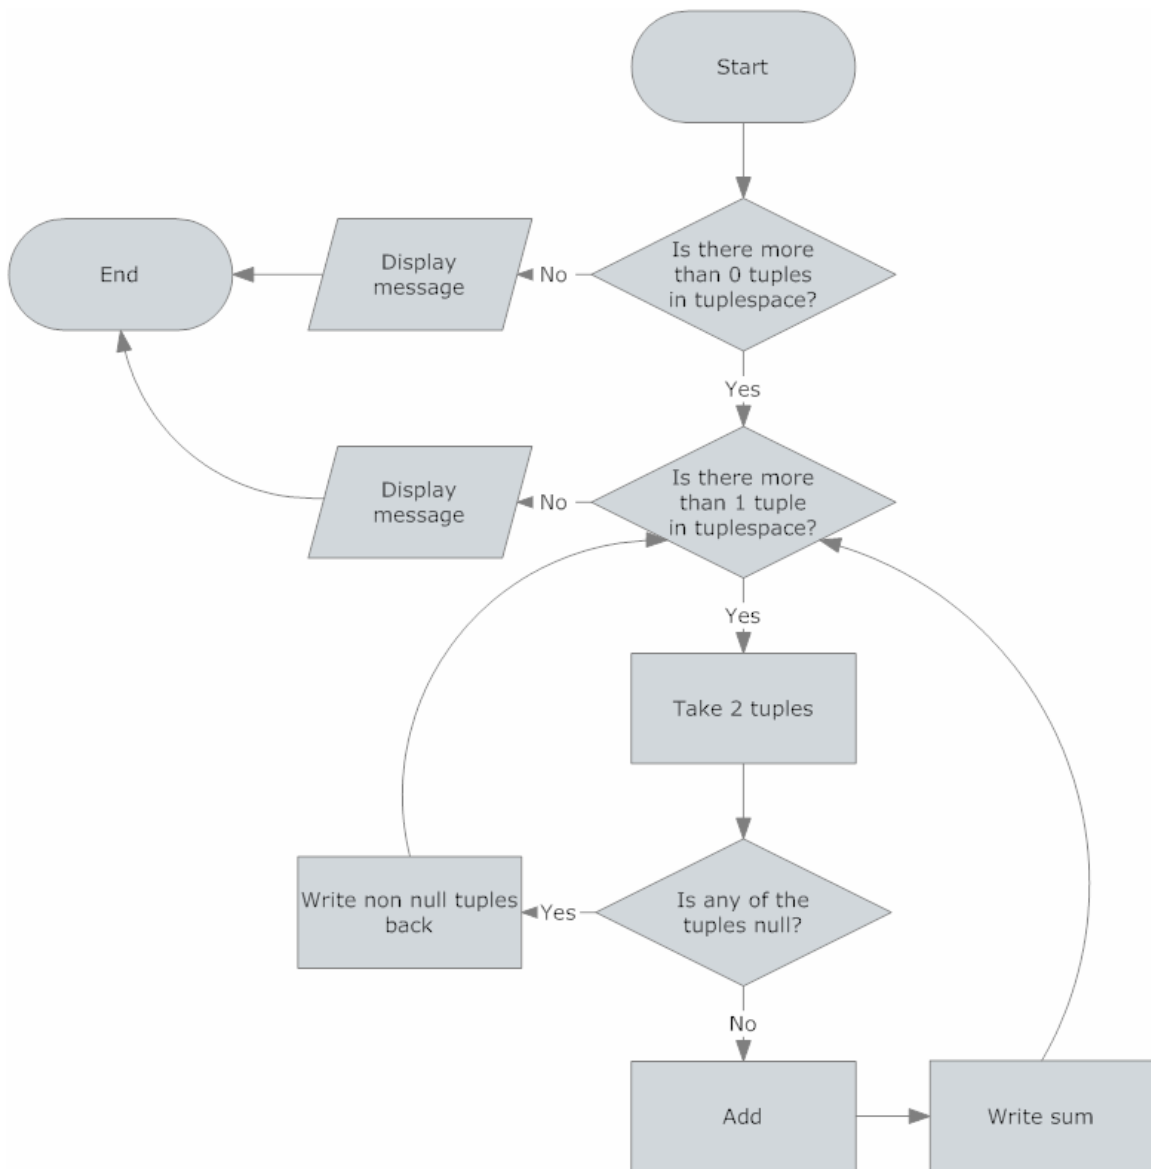 Start
Is there more
than 0 tuples
in tuplespace?
No
Display
message
End
Yes
Is there more
than 1 tuple
in tuplespace?
No
Display
message
Yes
Take 2 tuples
Is any of the
tuples null?
Yes
Write non null tuples
back
No
Add
Write sum